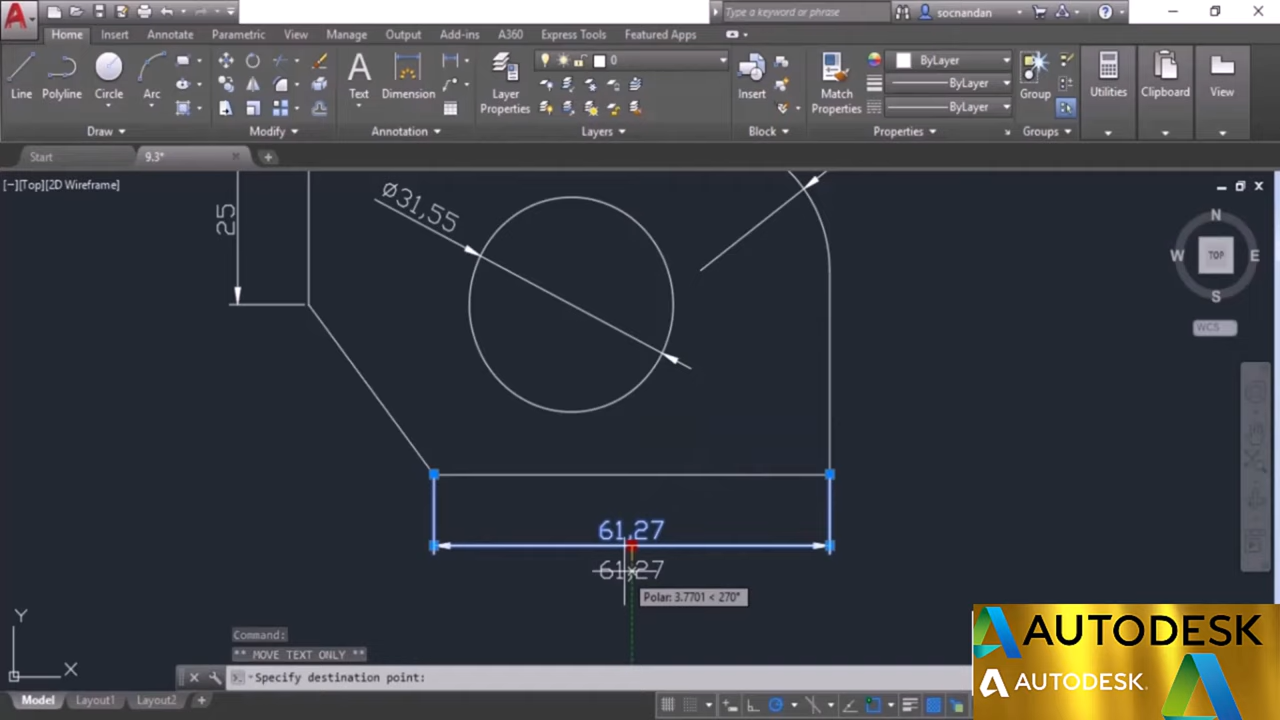 Type a keyword or phrase
socnandan
Home Insert Annotate Parametric View Manage Output Add-ins A360 Express Tools Featured Apps
0
ByLayer
ByLayer
ByLayer
Line Polyline Circle Arc
Text Dimension
Layer Properties
Insert
Match Properties
Group
Utilities
Clipboard
View
Draw Modify Annotation Layers Block Properties Groups
Start 9.3*
[−][Top][2D Wireframe]
N
W TOP E
S
WCS
25
Ø31,55
61,27
61,27
Polar: 3.7701 < 270°
Y
X
Command:
** MOVE TEXT ONLY **
Specify destination point:
Model Layout1 Layout2
AUTODESK
AUTODESK.